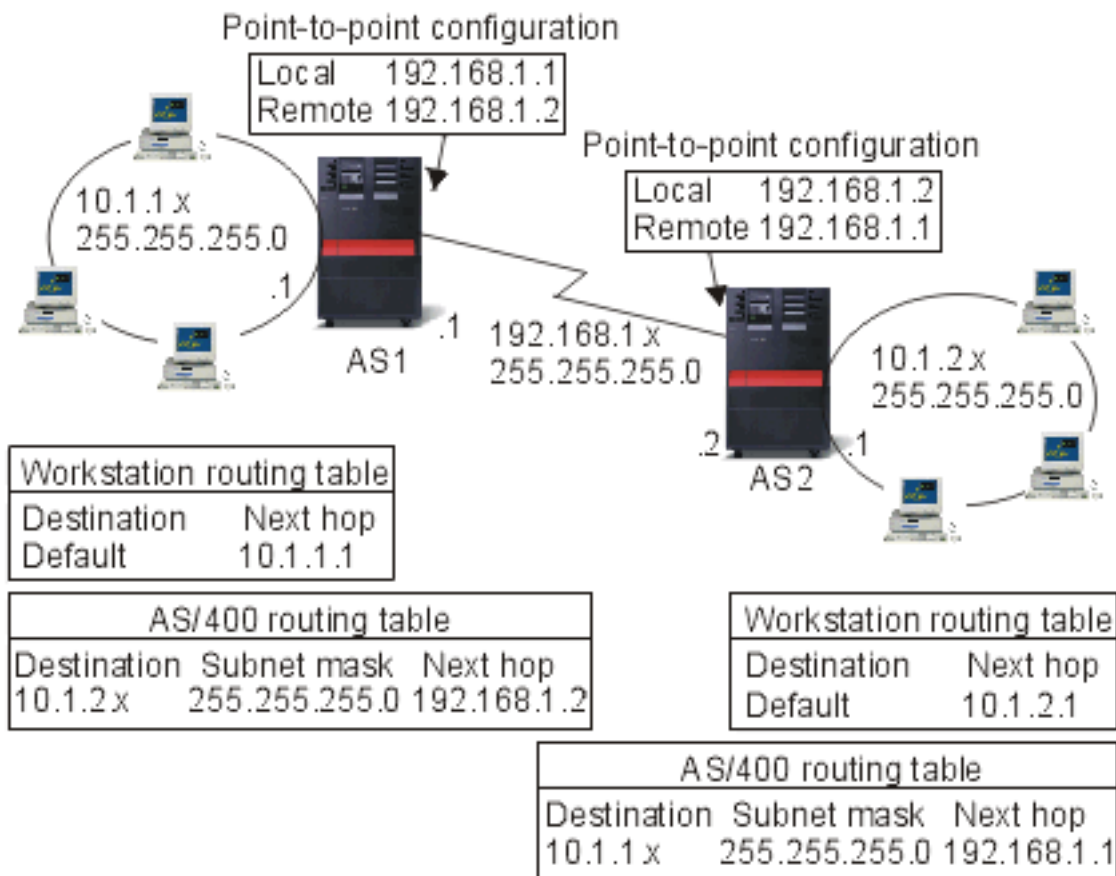 Point-to-point configuration
Local 192.168.1.1
Remote 192.168.1.2
Point-to-point configuration
Local 192.168.1.2
Remote 192.168.1.1
10.1.1.x
255.255.255.0
.1
AS1
.1
192.168.1.x
255.255.255.0
10.1.2.x
255.255.255.0
.2
.1
AS2
Workstation routing table
Destination Next hop
Default 10.1.1.1
AS/400 routing table
Destination Subnet mask Next hop
10.1.2.x 255.255.255.0 192.168.1.2
Workstation routing table
Destination Next hop
Default 10.1.2.1
AS/400 routing table
Destination Subnet mask Next hop
10.1.1.x 255.255.255.0 192.168.1.1